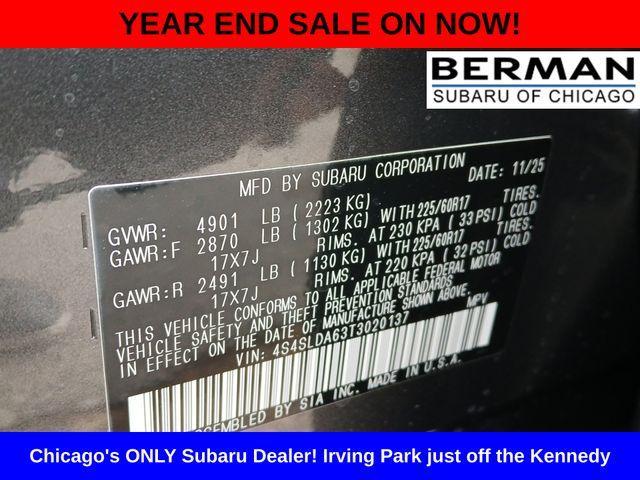 YEAR END SALE ON NOW!
BERMAN
SUBARU OF CHICAGO
MFD BY SUBARU CORPORATION DATE: 11/25
GVWR: 4901 LB ( 2223 KG)
GAWR:F 2870 LB ( 1302 KG) WITH 225/60R17 TIRES.
17X7J RIMS. AT 230 KPA ( 33 PSI) COLD
GAWR:R 2491 LB ( 1130 KG) WITH 225/60R17 TIRES.
17X7J RIMS. AT 220 KPA ( 32 PSI) COLD
THIS VEHICLE CONFORMS TO ALL APPLICABLE FEDERAL MOTOR
VEHICLE SAFETY AND THEFT PREVENTION STANDARDS
IN EFFECT ON THE DATE OF MANUFACTURE SHOWN ABOVE.
VIN: 4S4SLDA63T3020137 MPV
ASSEMBLED BY SIA INC. MADE IN U.S.A.
Chicago's ONLY Subaru Dealer! Irving Park just off the Kennedy